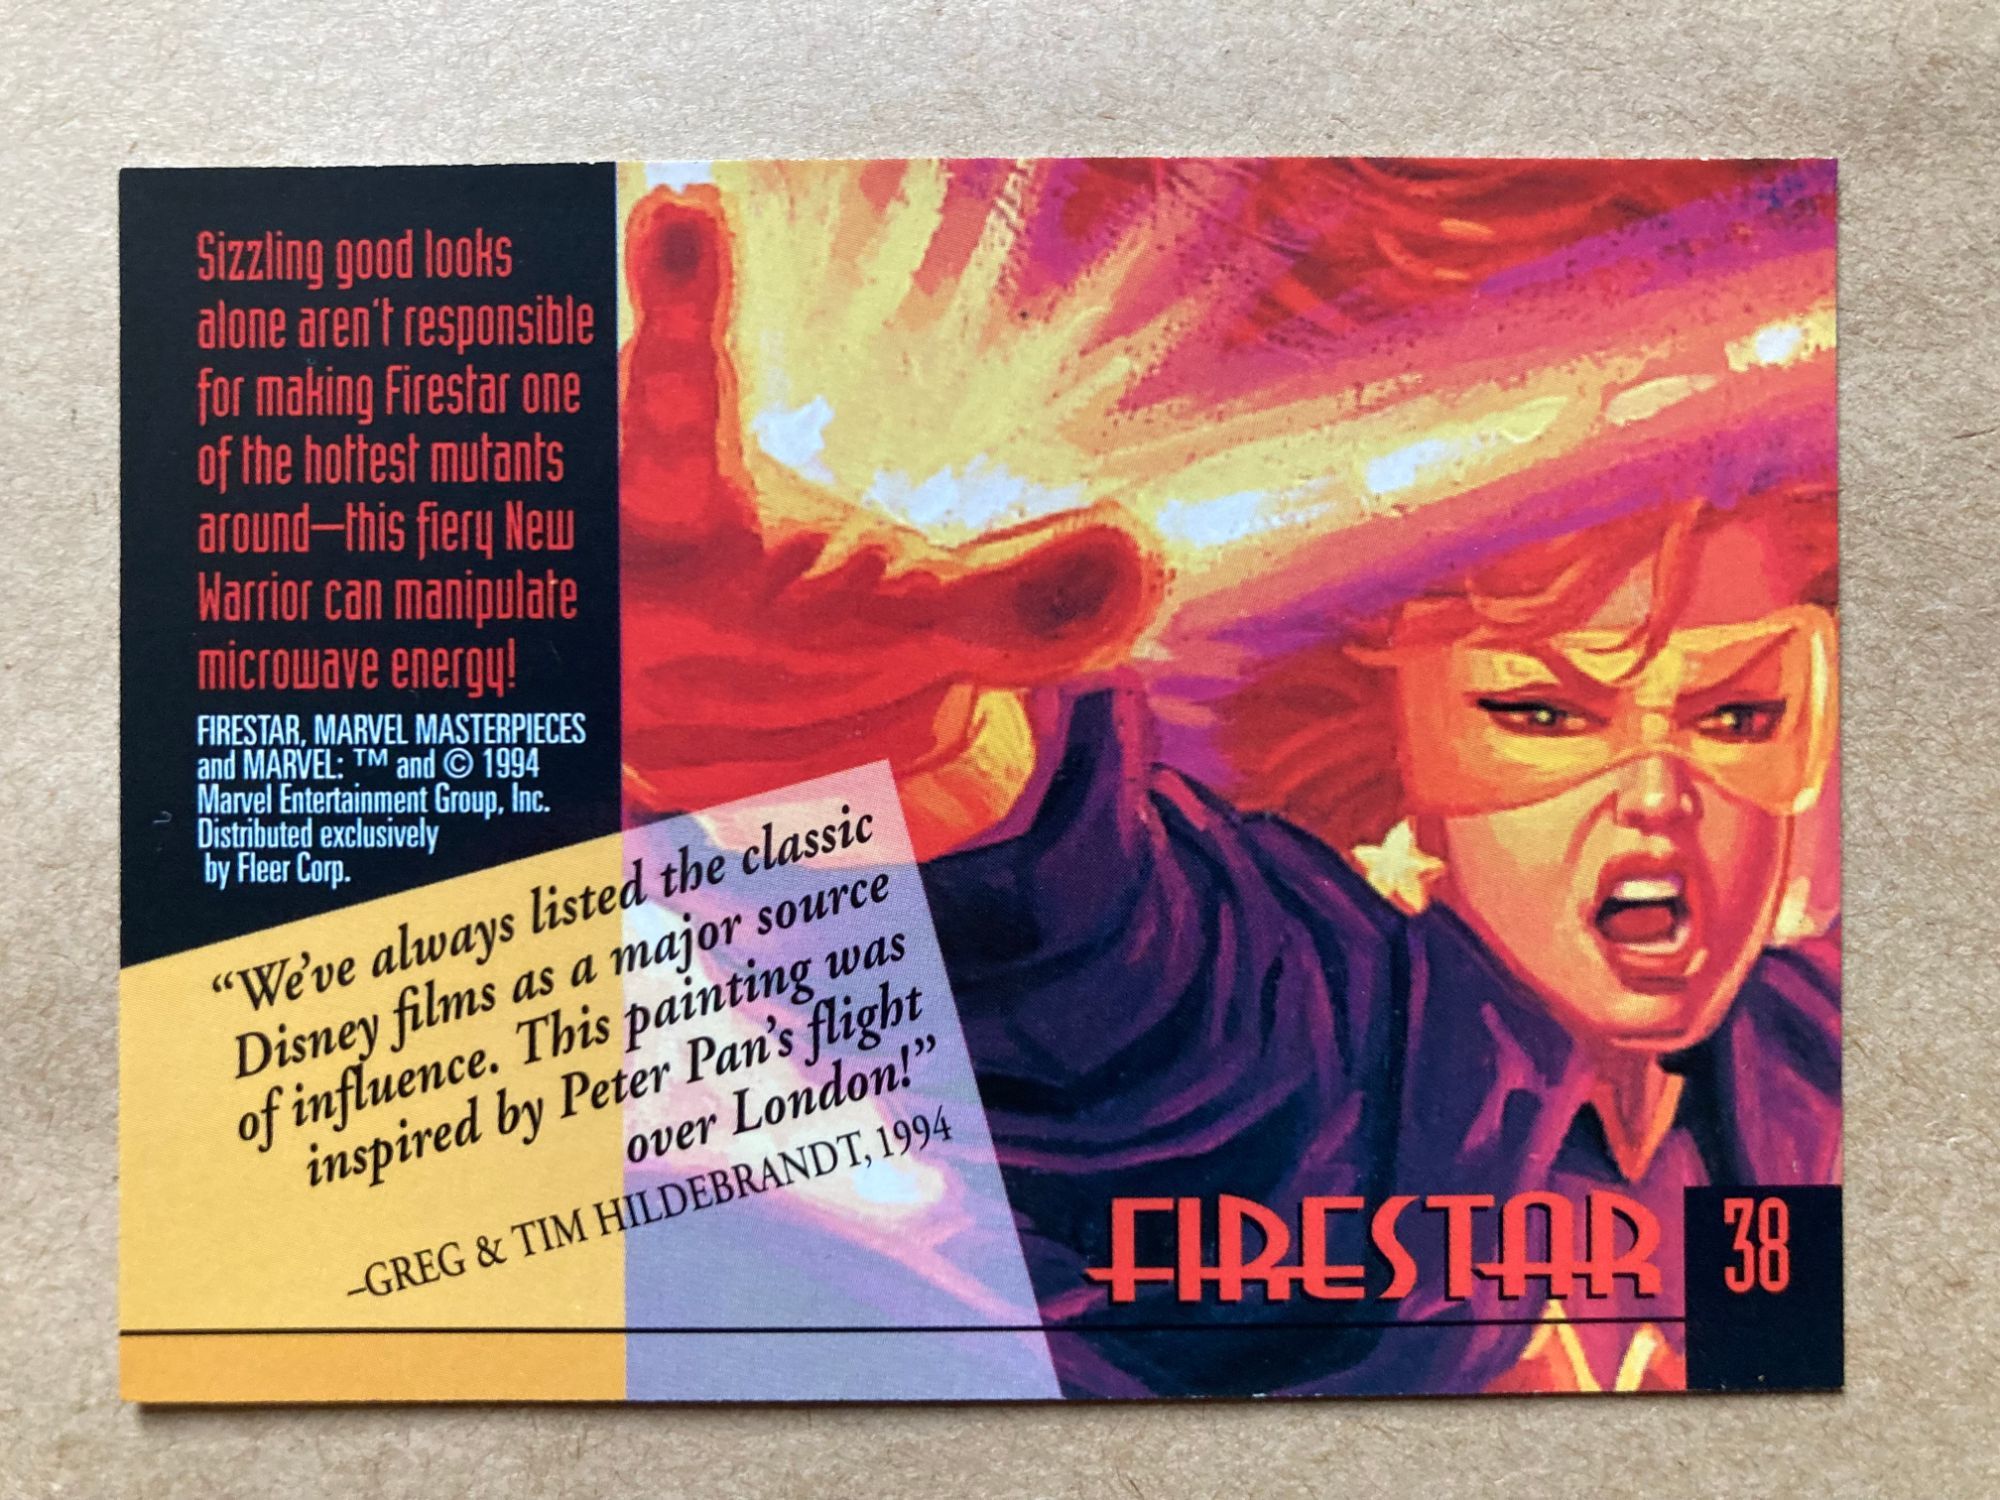 Sizzling good looks
alone aren't responsible
for making Firestar one
of the hottest mutants
around—this fiery New
Warrior can manipulate
microwave energy!
FIRESTAR, MARVEL MASTERPIECES
and MARVEL: ™ and © 1994
Marvel Entertainment Group, Inc.
Distributed exclusively
by Fleer Corp.
“We’ve always listed the classic
Disney films as a major source
of influence. This painting was
inspired by Peter Pan’s flight
over London!”
–GREG & TIM HILDEBRANDT, 1994
FIRESTAR
38